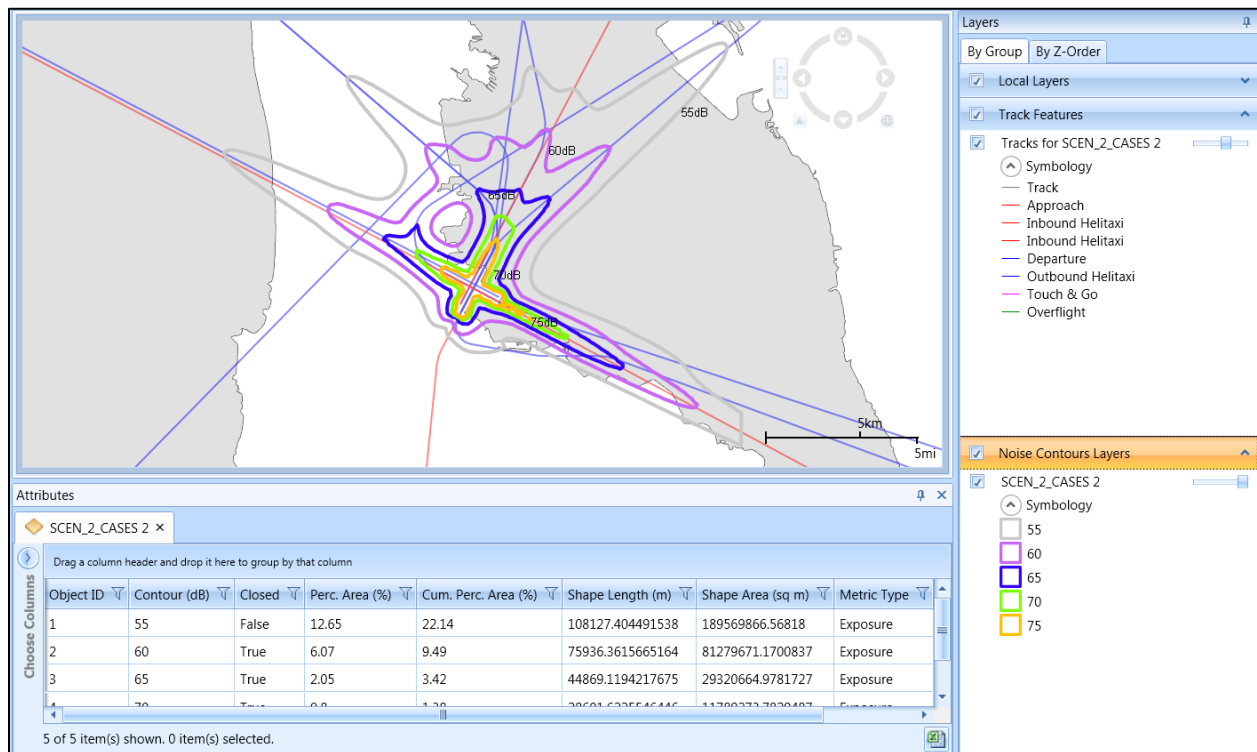 55dB
60dB
65dB
70dB
75dB
N
5km
5mi
Layers
By Group By Z-Order
Local Layers
Track Features
Tracks for SCEN_2_CASES 2
Symbology
Track
Approach
Inbound Helitaxi
Inbound Helitaxi
Departure
Outbound Helitaxi
Touch & Go
Overflight
Noise Contours Layers
SCEN_2_CASES 2
Symbology
55
60
65
70
75
Attributes
SCEN_2_CASES 2
Choose Columns
Drag a column header and drop it here to group by that column
Object ID Contour (dB) Closed Perc. Area (%) Cum. Perc. Area (%) Shape Length (m) Shape Area (sq m) Metric Type
1 55 False 12.65 22.14 108127.404491538 189569866.56818 Exposure
2 60 True 6.07 9.49 75936.3615665164 81279671.1700837 Exposure
3 65 True 2.05 3.42 44869.1194217675 29320664.9781727 Exposure
5 of 5 item(s) shown. 0 item(s) selected.